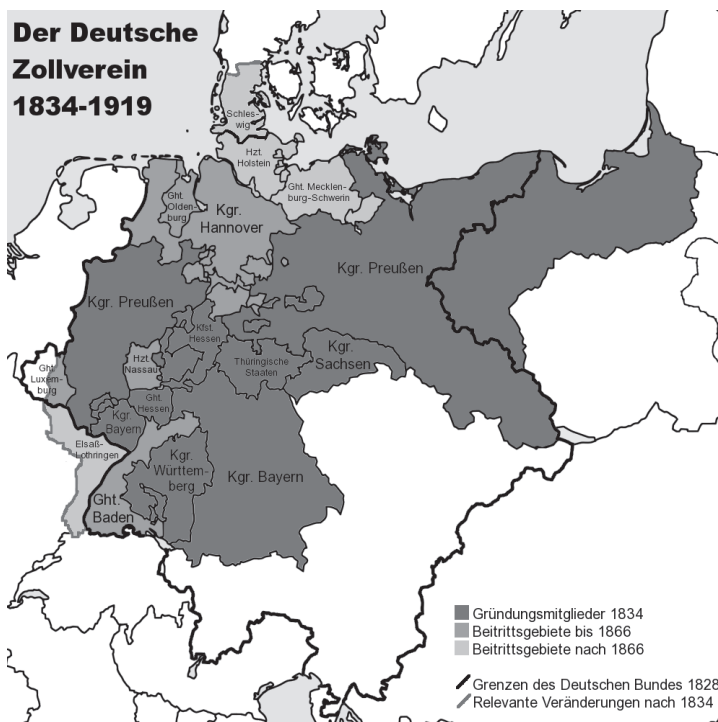 Der Deutsche
Zollverein
1834-1919
Schles-
wig
Hzt.
Holstein
Ght. Mecklen-
burg-Schwerin
Ght.
Olden-
burg
Kgr.
Hannover
Kgr. Preußen
Kgr. Preußen
Kfst.
Hessen
Kgr.
Sachsen
Thüringische
Staaten
Hzt.
Nassau
Ght.
Luxem-
burg
Ght.
Hessen
Kgr.
Bayern
Elsaß-
Lothringen
Kgr.
Württem-
berg
Kgr. Bayern
Ght.
Baden
Gründungsmitglieder 1834
Beitrittsgebiete bis 1866
Beitrittsgebiete nach 1866
Grenzen des Deutschen Bundes 1828
Relevante Veränderungen nach 1834